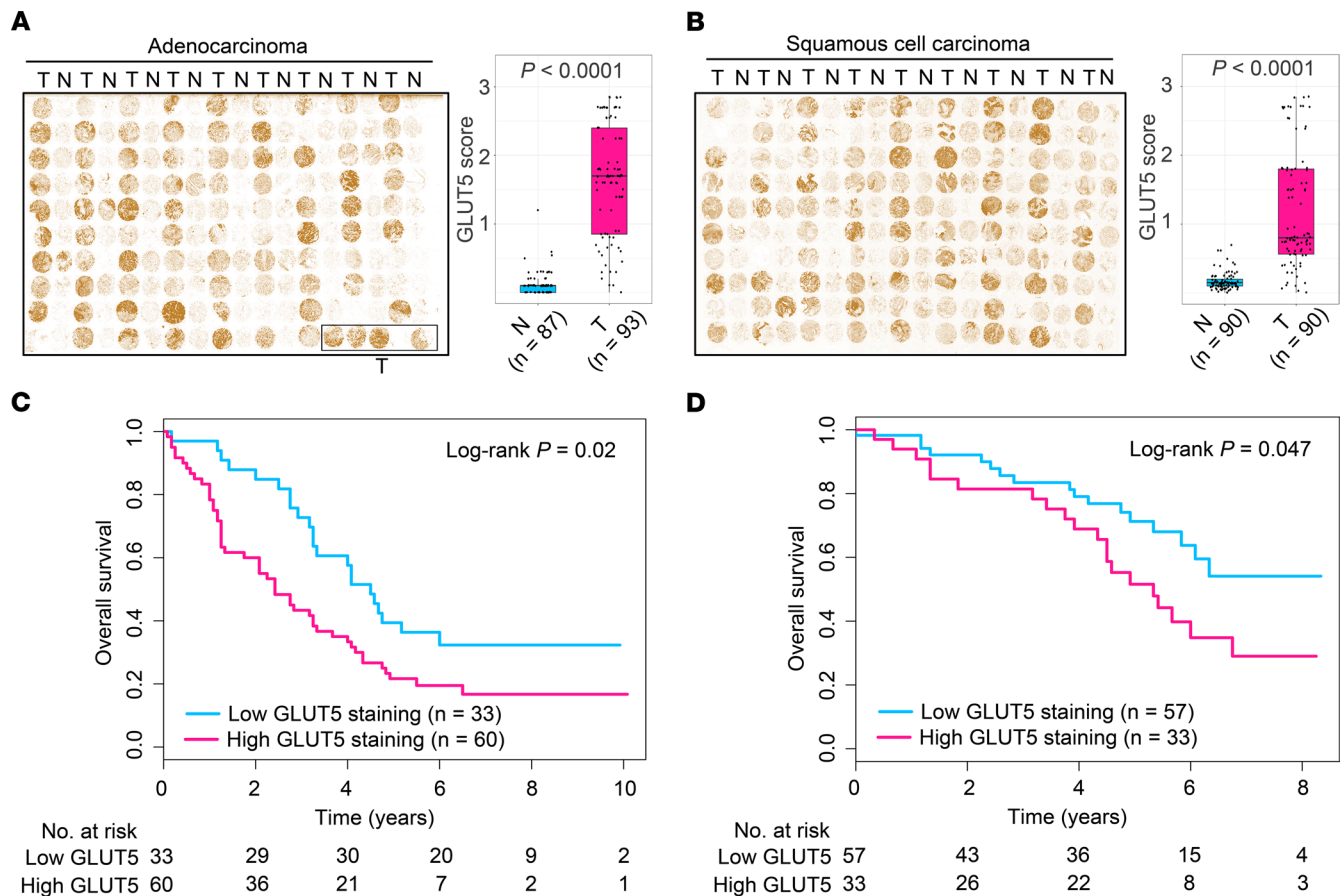 A
Adenocarcinoma
T N T N T N T N T N T N T N T N T N
T
P < 0.0001
GLUT5 score
3
2
1
N
(n = 87)
T
(n = 93)
B
Squamous cell carcinoma
T N T N T N T N T N T N T N T N T N
P < 0.0001
GLUT5 score
3
2
1
N
(n = 90)
T
(n = 90)
C
Log-rank P = 0.02
Overall survival
1.0
0.8
0.6
0.4
0.2
0.0
Low GLUT5 staining (n = 33)
High GLUT5 staining (n = 60)
0 2 4 6 8 10
Time (years)
No. at risk
Low GLUT5 33 29 30 20 9 2
High GLUT5 60 36 21 7 2 1
D
Log-rank P = 0.047
Overall survival
1.0
0.8
0.6
0.4
0.2
0.0
Low GLUT5 staining (n = 57)
High GLUT5 staining (n = 33)
0 2 4 6 8
Time (years)
No. at risk
Low GLUT5 57 43 36 15 4
High GLUT5 33 26 22 8 3